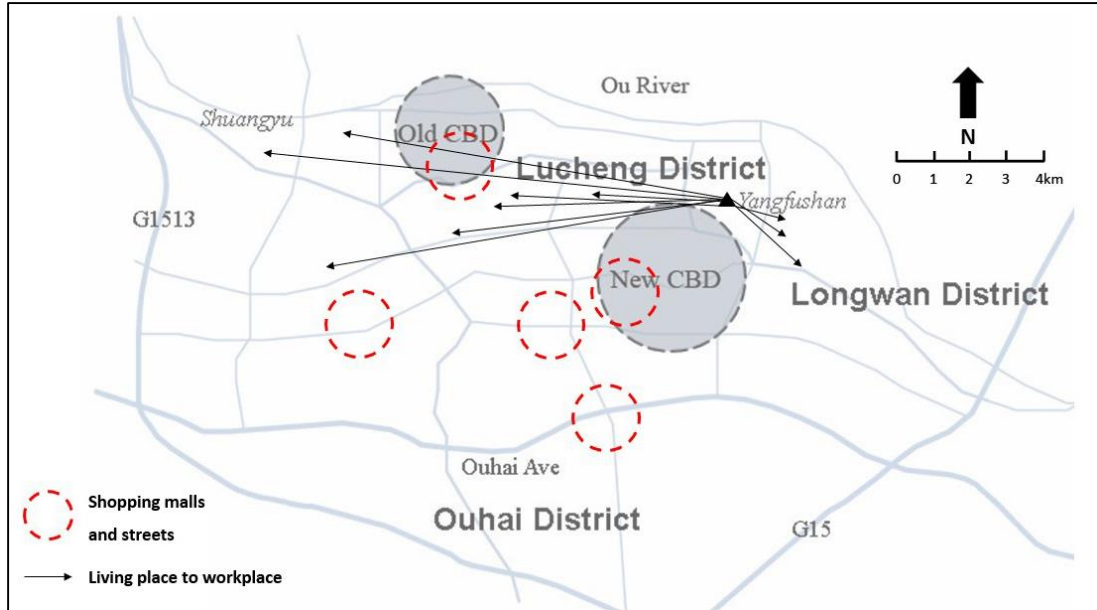 Ou River
Shuangyu
Old CBD
Lucheng District
N
0 1 2 3 4km
Yangfushan
G1513
New CBD
Longwan District
Ouhai Ave
Shopping malls
and streets
Ouhai District
G15
Living place to workplace